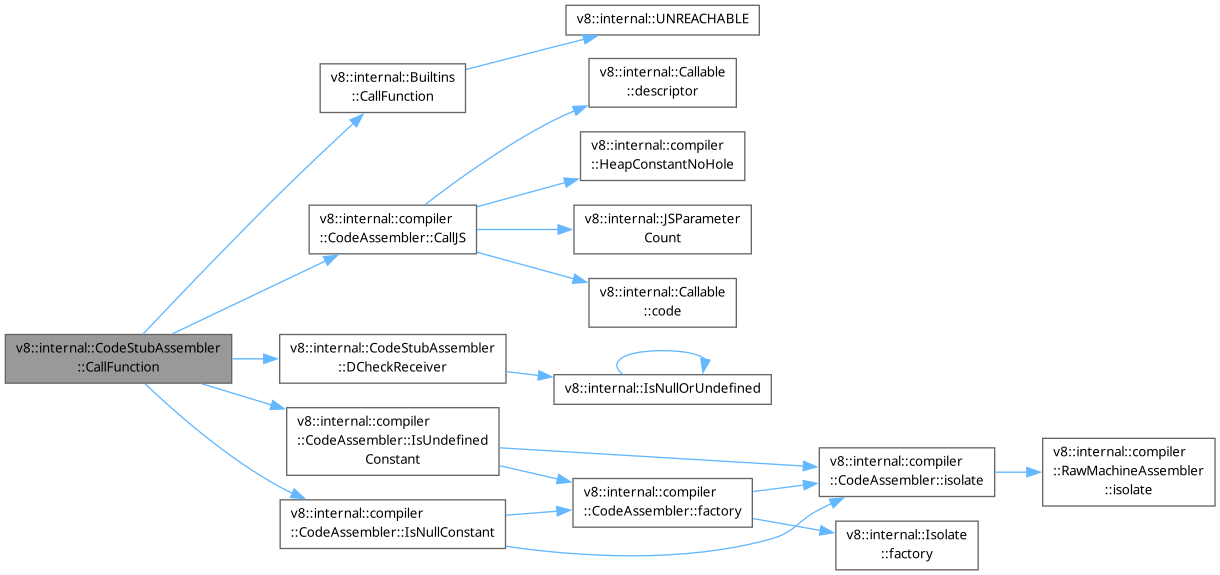 v8::internal::UNREACHABLE
v8::internal::Builtins
::CallFunction
v8::internal::Callable
::descriptor
v8::internal::compiler
::HeapConstantNoHole
v8::internal::compiler
::CodeAssembler::CallJS
v8::internal::JSParameter
Count
v8::internal::Callable
::code
v8::internal::CodeStubAssembler
::CallFunction
v8::internal::CodeStubAssembler
::DCheckReceiver
v8::internal::IsNullOrUndefined
v8::internal::compiler
::CodeAssembler::IsUndefined
Constant
v8::internal::compiler
::CodeAssembler::isolate
v8::internal::compiler
::RawMachineAssembler
::isolate
v8::internal::compiler
::CodeAssembler::factory
v8::internal::compiler
::CodeAssembler::IsNullConstant
v8::internal::Isolate
::factory